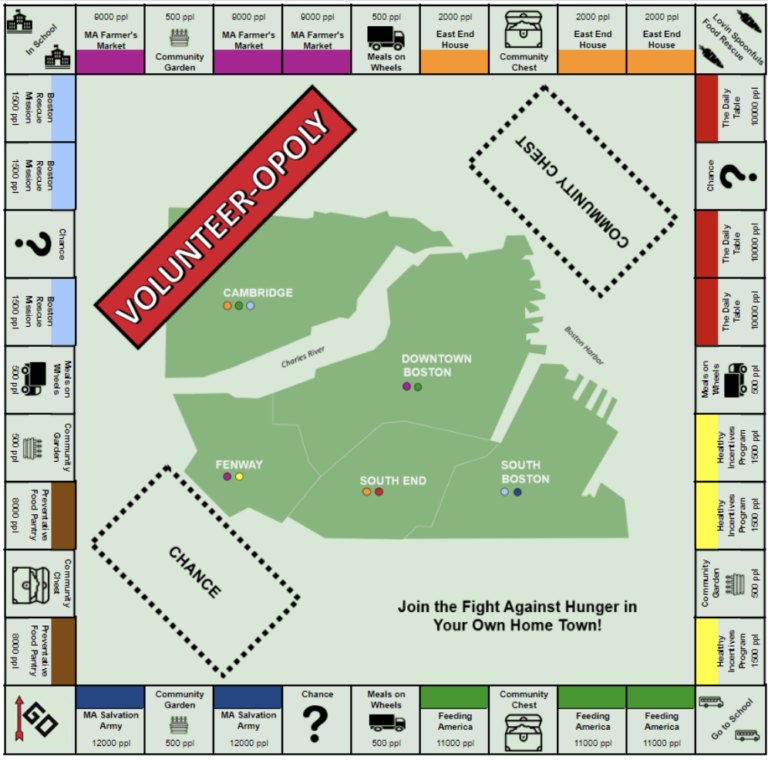 In School
9000 ppl
MA Farmer's
Market
500 ppl
Community
Garden
9000 ppl
MA Farmer's
Market
9000 ppl
MA Farmer's
Market
500 ppl
Meals on
Wheels
2000 ppl
East End
House
Community
Chest
2000 ppl
East End
House
2000 ppl
East End
House
Lovin Spoonfuls
Food Rescue
Boston
Rescue
Mission
1500 ppl
Boston
Rescue
Mission
1500 ppl
Chance
?
Boston
Rescue
Mission
1500 ppl
Meals on
Wheels
500 ppl
Community
Garden
500 ppl
Preventative
Food Pantry
8000 ppl
Community
Chest
Preventative
Food Pantry
8000 ppl
VOLUNTEER-OPOLY
COMMUNITY CHEST
CAMBRIDGE
Charles River
Boston Harbor
DOWNTOWN
BOSTON
FENWAY
SOUTH END
SOUTH
BOSTON
CHANCE
Join the Fight Against Hunger in
Your Own Home Town!
The Daily
Table
10000 ppl
Chance
?
The Daily
Table
10000 ppl
The Daily
Table
10000 ppl
Meals on
Wheels
500 ppl
Healthy
Incentives
Program
1500 ppl
Healthy
Incentives
Program
1500 ppl
Community
Garden
500 ppl
Healthy
Incentives
Program
1500 ppl
GO
MA Salvation
Army
12000 ppl
Community
Garden
500 ppl
MA Salvation
Army
12000 ppl
Chance
?
Meals on
Wheels
500 ppl
Feeding
America
11000 ppl
Community
Chest
Feeding
America
11000 ppl
Feeding
America
11000 ppl
Go to School